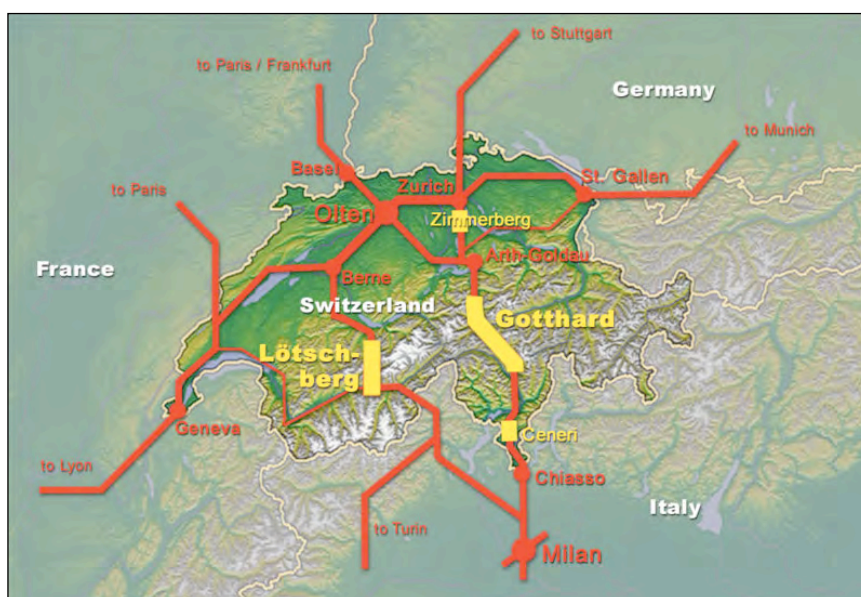 to Stuttgart
to Paris / Frankfurt
Germany
to Munich
Basel
Zurich
St. Gallen
to Paris
Olten
Zimmerberg
Arth-Goldau
France
Berne
Switzerland
Gotthard
Lötsch-
berg
Geneva
Ceneri
to Lyon
Chiasso
Italy
to Turin
Milan